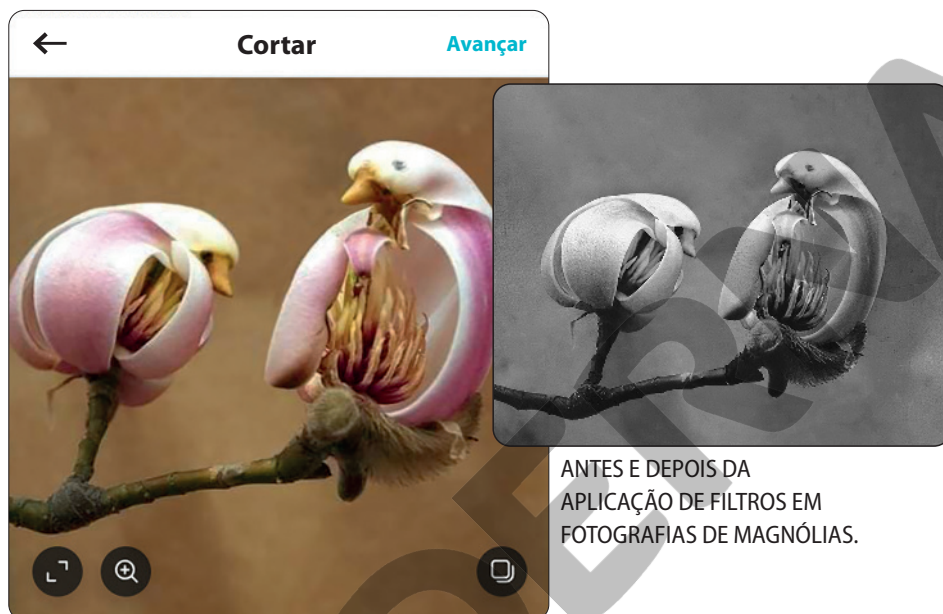 Cortar
Avançar
ANTES E DEPOIS DA
APLICAÇÃO DE FILTROS EM
FOTOGRAFIAS DE MAGNÓLIAS.